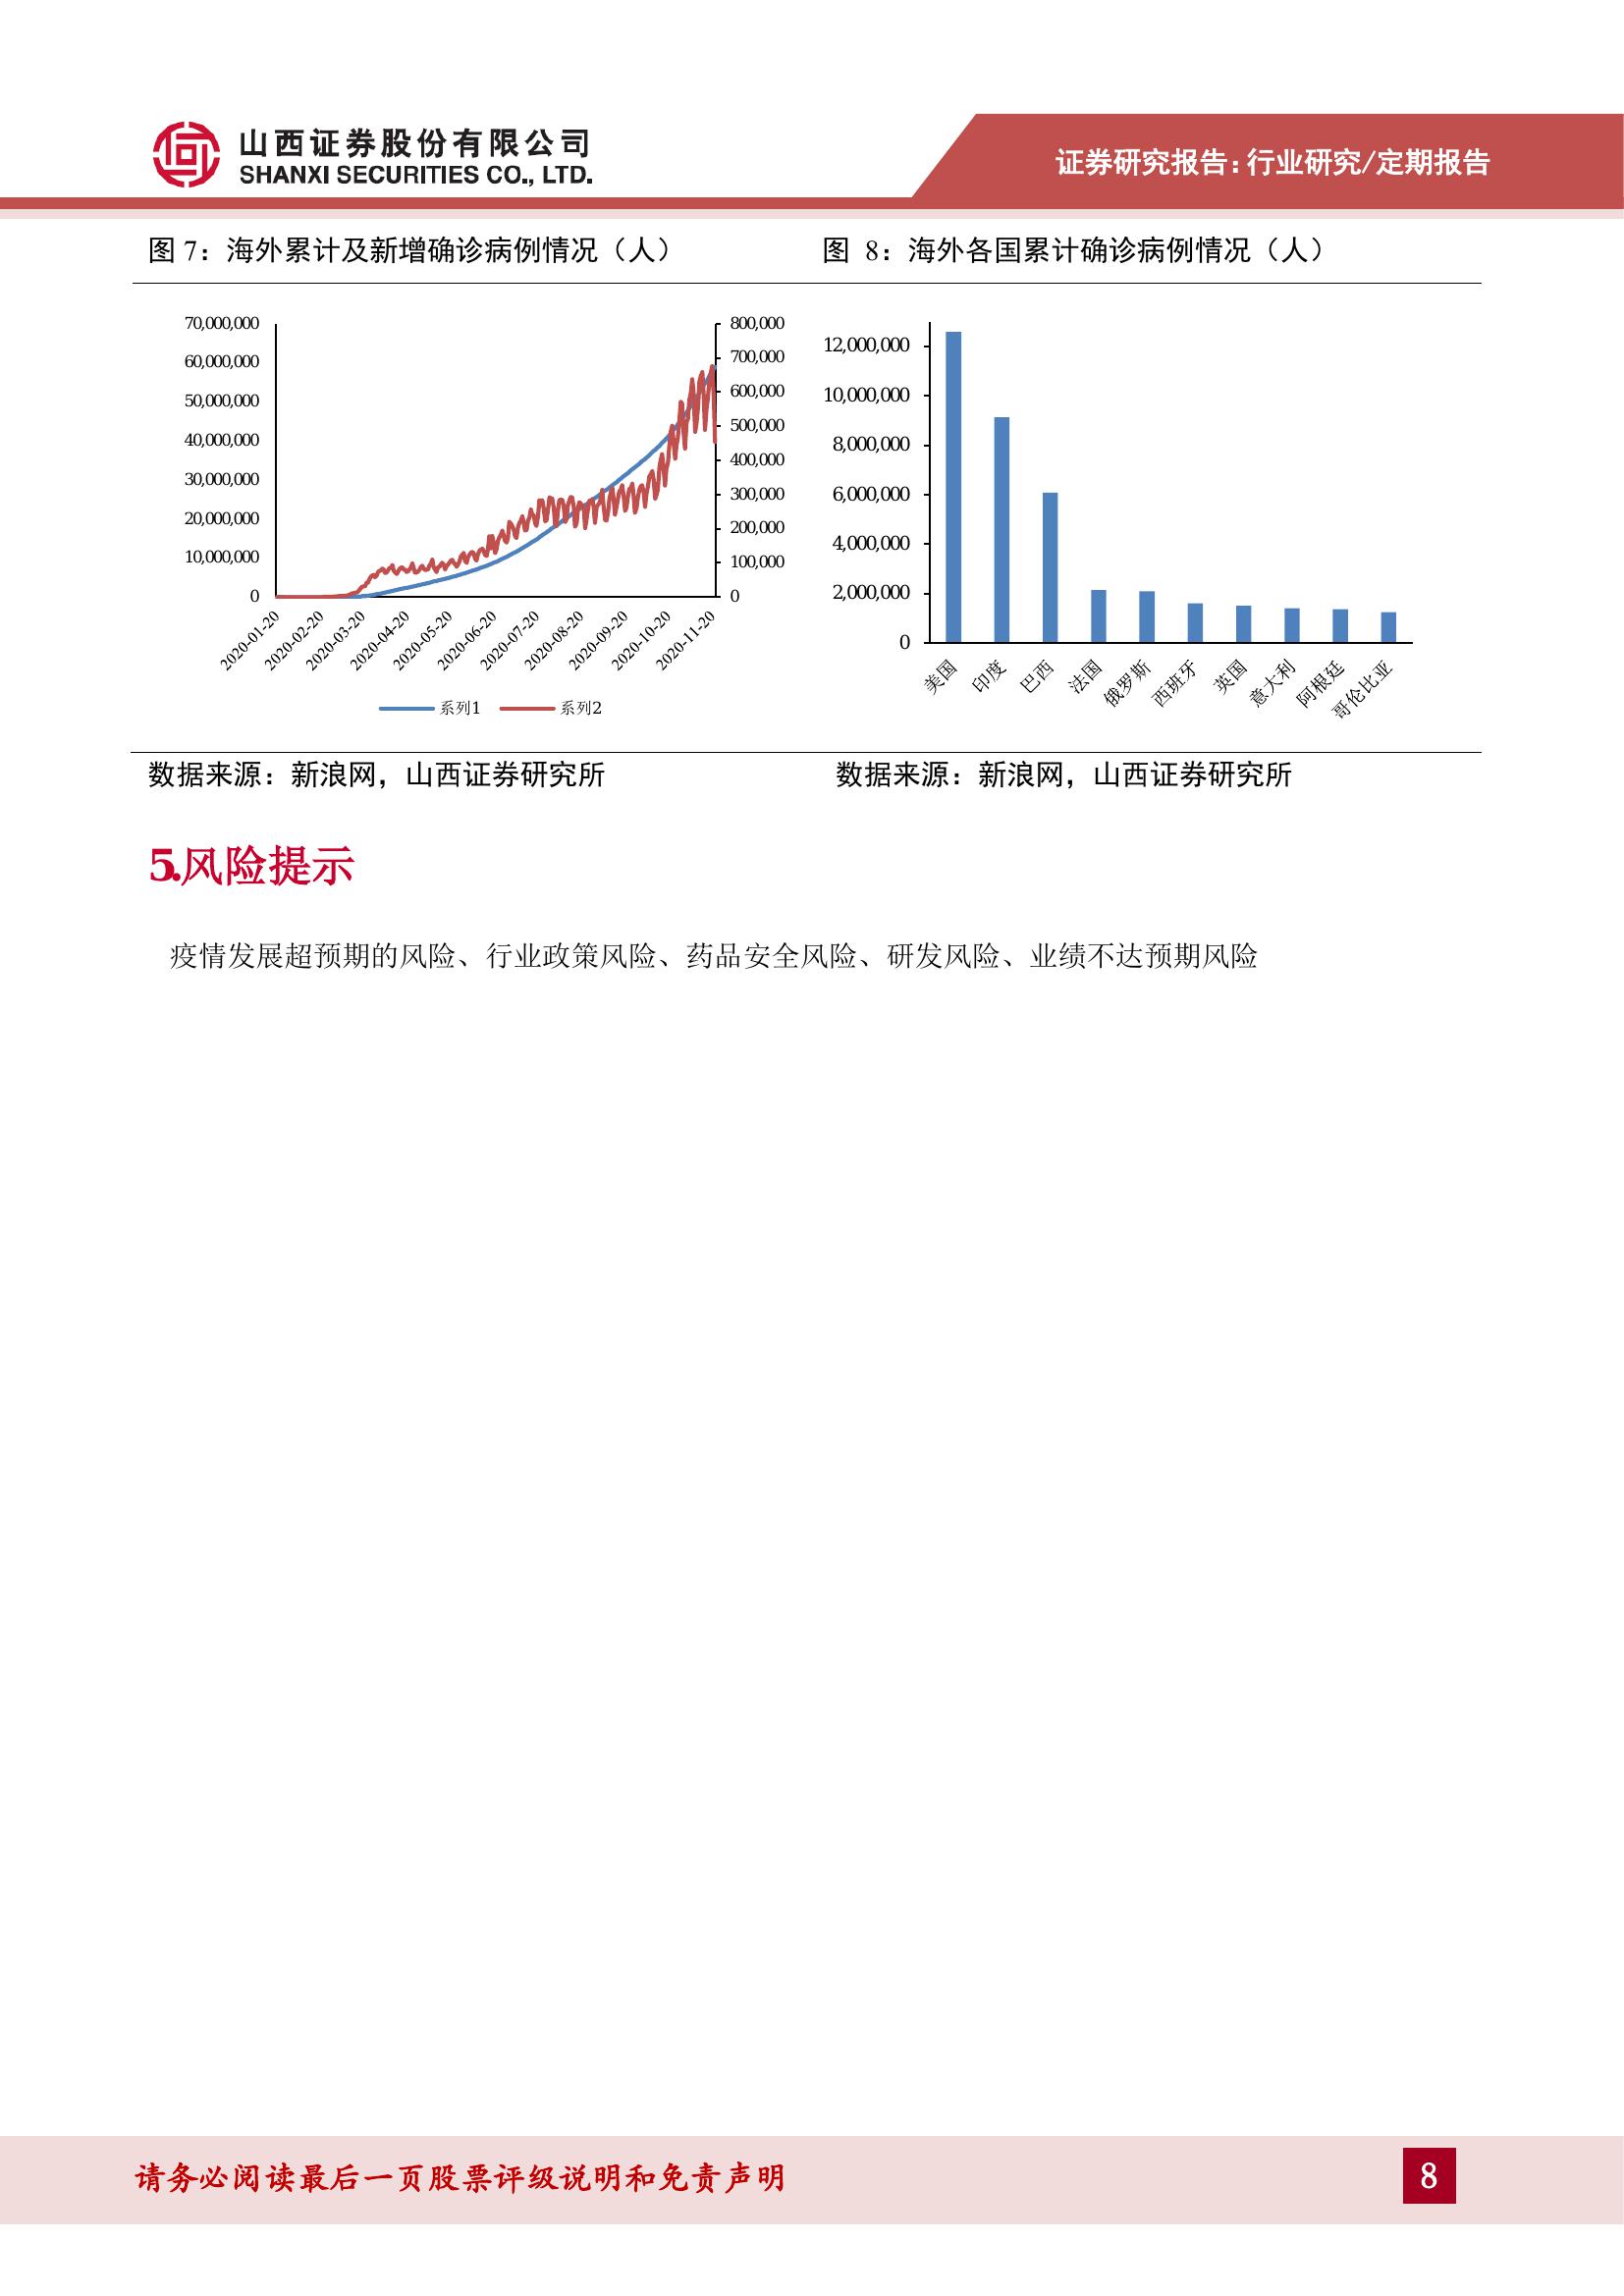 山西证券股份有限公司
SHANXI SECURITIES CO., LTD.
证券研究报告：行业研究/定期报告
图 7：海外累计及新增确诊病例情况（人）
图 8：海外各国累计确诊病例情况（人）
70,000,000
60,000,000
50,000,000
40,000,000
30,000,000
20,000,000
10,000,000
0
800,000
700,000
600,000
500,000
400,000
300,000
200,000
100,000
0
2020-01-20
2020-02-20
2020-03-20
2020-04-20
2020-05-20
2020-06-20
2020-07-20
2020-08-20
2020-09-20
2020-10-20
2020-11-20
系列1 系列2
12,000,000
10,000,000
8,000,000
6,000,000
4,000,000
2,000,000
0
美国
印度
巴西
法国
俄罗斯
西班牙
英国
意大利
阿根廷
哥伦比亚
数据来源：新浪网，山西证券研究所
数据来源：新浪网，山西证券研究所
5.风险提示
疫情发展超预期的风险、行业政策风险、药品安全风险、研发风险、业绩不达预期风险
请务必阅读最后一页股票评级说明和免责声明
8